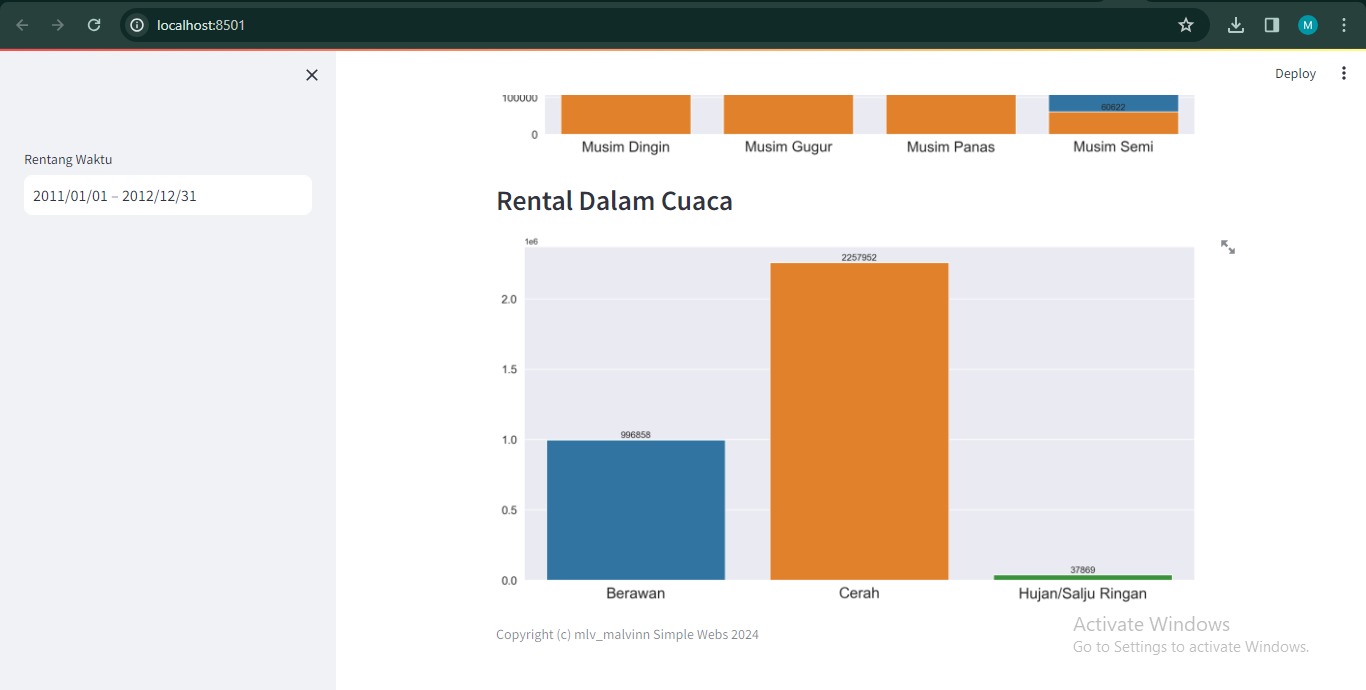 localhost:8501
M
Deploy
Rentang Waktu
2011/01/01 – 2012/12/31
100000
60622
0
Musim Dingin Musim Gugur Musim Panas Musim Semi
Rental Dalam Cuaca
1e6
2257952
2.0
1.5
996858
1.0
0.5
37869
0.0
Berawan Cerah Hujan/Salju Ringan
Copyright (c) mlv_malvinn Simple Webs 2024
Activate Windows
Go to Settings to activate Windows.